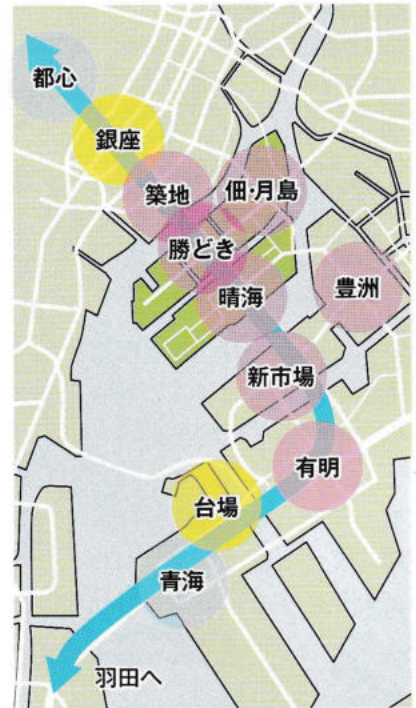 都心
銀座
築地
佃・月島
勝どき
晴海
豊洲
新市場
有明
台場
青海
羽田へ